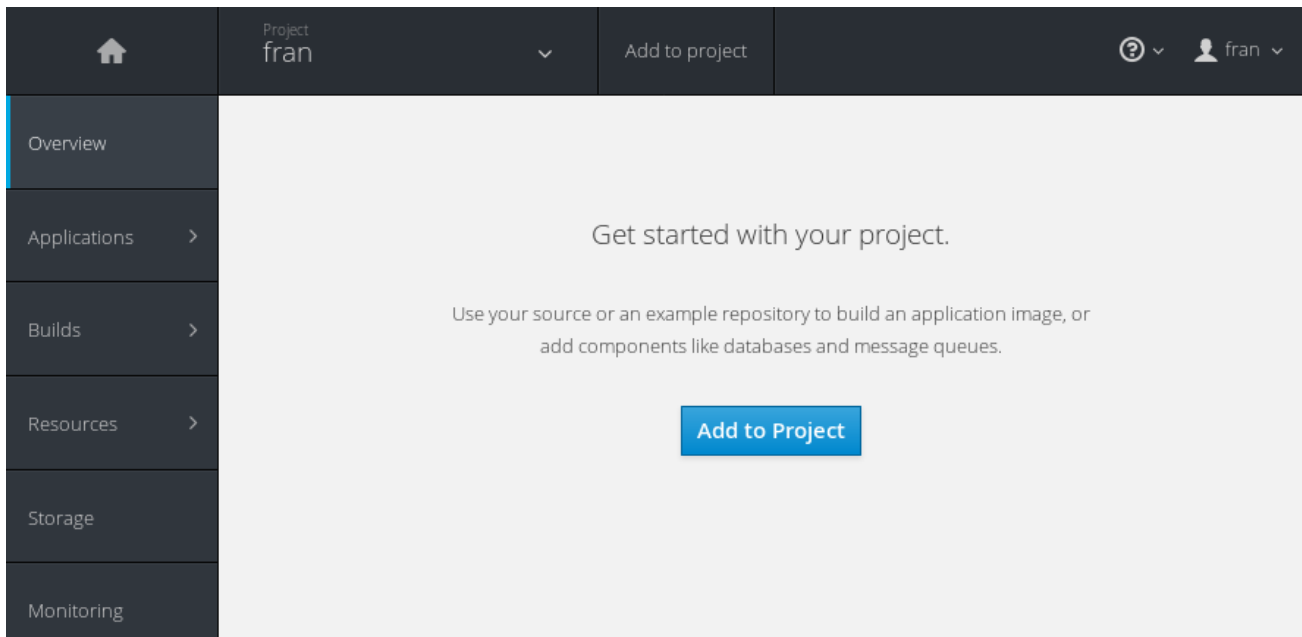 Project
fran
Add to project
fran
Overview
Applications
Builds
Resources
Storage
Monitoring
Get started with your project.
Use your source or an example repository to build an application image, or
add components like databases and message queues.
Add to Project